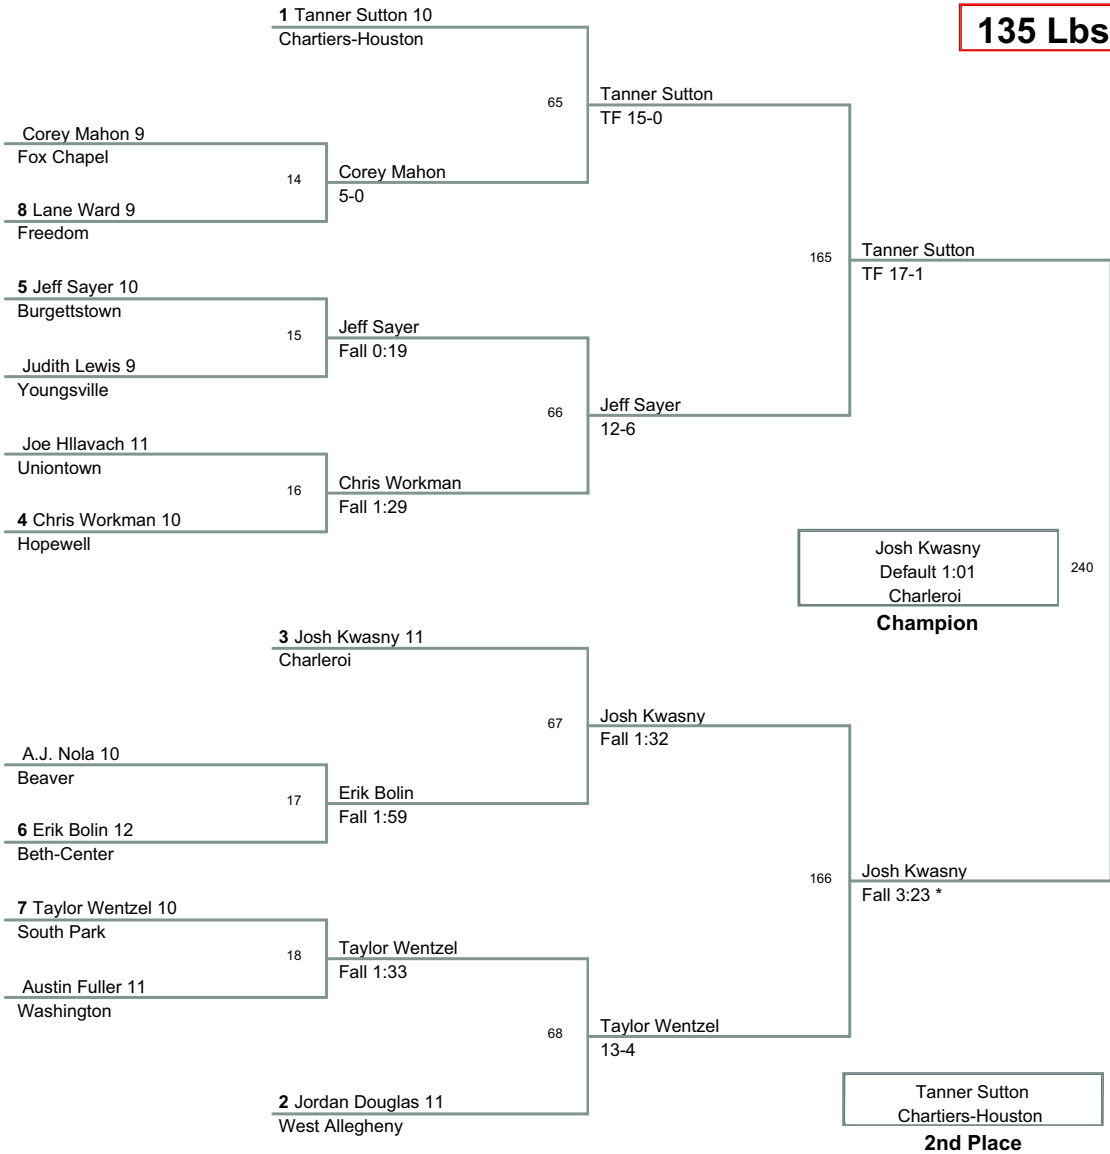 1 Tanner Sutton 10
Chartiers-Houston
135 Lbs
65
Tanner Sutton
TF 15-0
Corey Mahon 9
Fox Chapel
14
Corey Mahon
5-0
8 Lane Ward 9
Freedom
165
Tanner Sutton
TF 17-1
5 Jeff Sayer 10
Burgettstown
15
Jeff Sayer
Fall 0:19
Judith Lewis 9
Youngsville
66
Jeff Sayer
12-6
Joe Hllavach 11
Uniontown
16
Chris Workman
Fall 1:29
4 Chris Workman 10
Hopewell
Josh Kwasny
Default 1:01
Charleroi
240
Champion
3 Josh Kwasny 11
Charleroi
67
Josh Kwasny
Fall 1:32
A.J. Nola 10
Beaver
17
Erik Bolin
Fall 1:59
6 Erik Bolin 12
Beth-Center
166
Josh Kwasny
Fall 3:23 *
7 Taylor Wentzel 10
South Park
18
Taylor Wentzel
Fall 1:33
Austin Fuller 11
Washington
68
Taylor Wentzel
13-4
2 Jordan Douglas 11
West Allegheny
Tanner Sutton
Chartiers-Houston
2nd Place